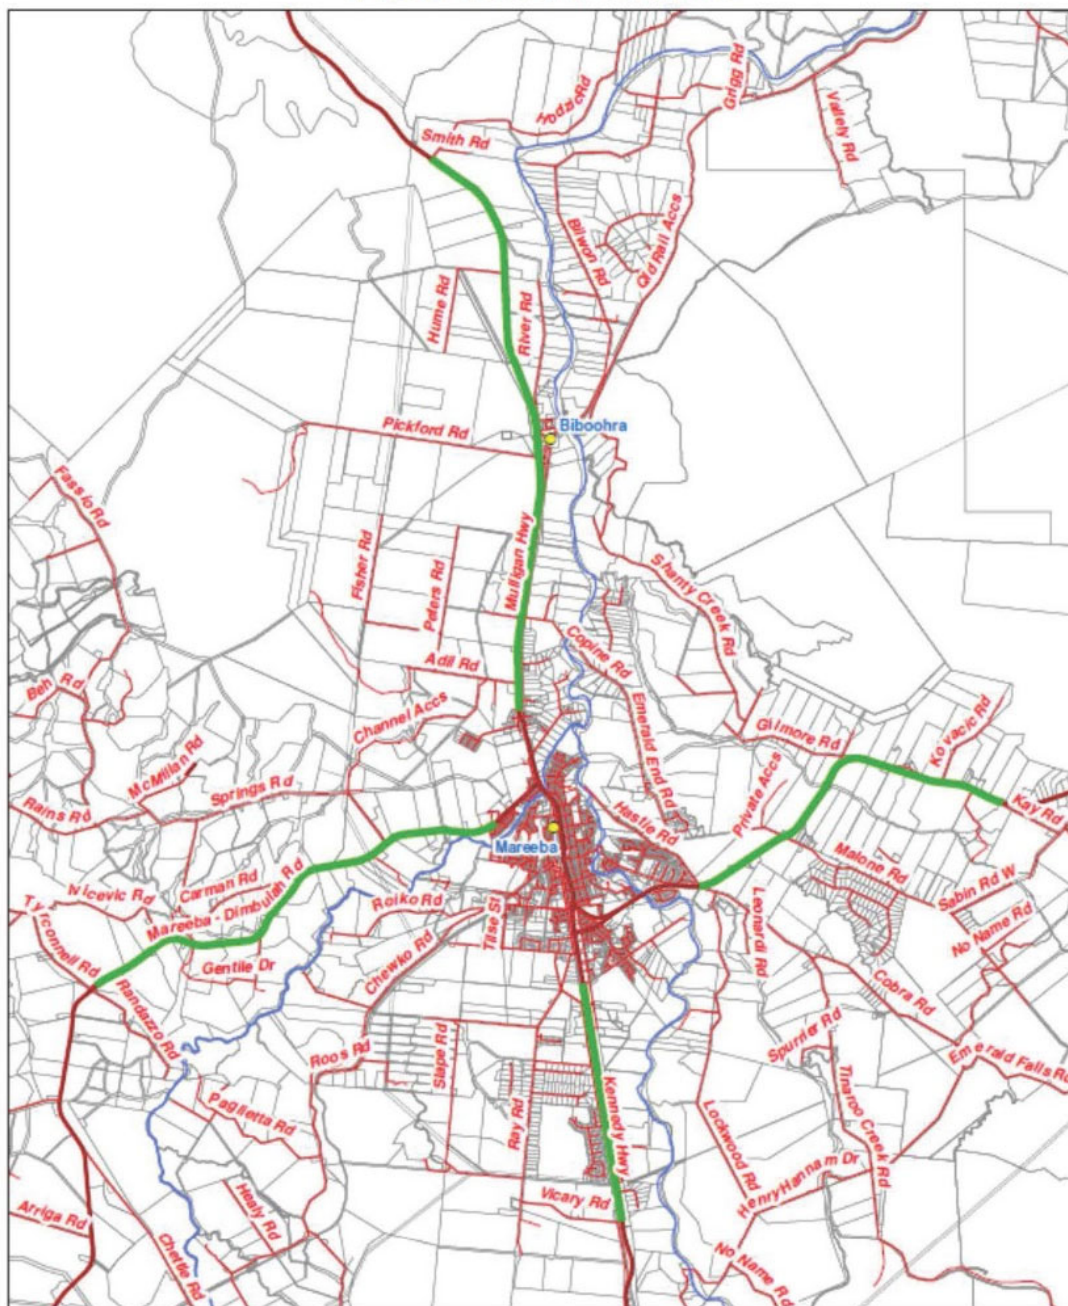 Grigg Rd
Hodzic Rd
Smith Rd
Vallely Rd
Bilwon Rd
Qld Rail Accs
Hume Rd
River Rd
Biboohra
Pickford Rd
Fassio Rd
Mulligan Hwy
Fisher Rd
Peters Rd
Shanty Creek Rd
Copine Rd
Adil Rd
Beh Rd
Channel Accs
Emerald End Rd
Gilmore Rd
Kovacic Rd
McMillan Rd
Springs Rd
Private Accs
Rains Rd
Hastie Rd
Kay Rd
Mareeba
Malone Rd
Carman Rd
Ivicevic Rd
Mareeba - Dimbulah Rd
Roiko Rd
Tilse St
Sabin Rd W
Leonardi Rd
No Name Rd
Tyrconnell Rd
Gentile Dr
Chewko Rd
Cobra Rd
Randazzo Rd
Roos Rd
Slape Rd
Spurrier Rd
Emerald Falls Rd
Tinaroo Creek Rd
Paglietta Rd
Ray Rd
Kennedy Hwy
Lockwood Rd
Henry Hannam Dr
Vicary Rd
Healy Rd
Arriga Rd
Chettle Rd
No Name Rd